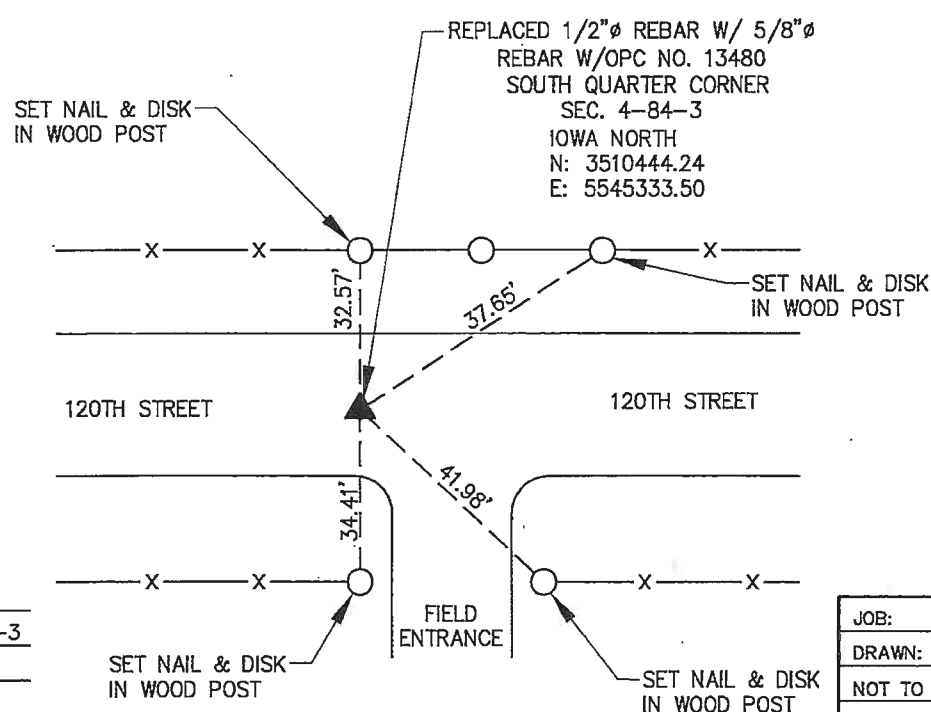 REPLACED 1/2"ø REBAR W/ 5/8"ø
REBAR W/OPC NO. 13480
SOUTH QUARTER CORNER
SEC. 4-84-3
IOWA NORTH
N: 3510444.24
E: 5545333.50
SET NAIL & DISK
IN WOOD POST
X X X
SET NAIL & DISK
IN WOOD POST
32.57'
37.65'
120TH STREET
120TH STREET
41.98'
34.41'
X X X X
FIELD
ENTRANCE
-3
SET NAIL & DISK
IN WOOD POST
SET NAIL & DISK
IN WOOD POST
JOB:
DRAWN:
NOT TO